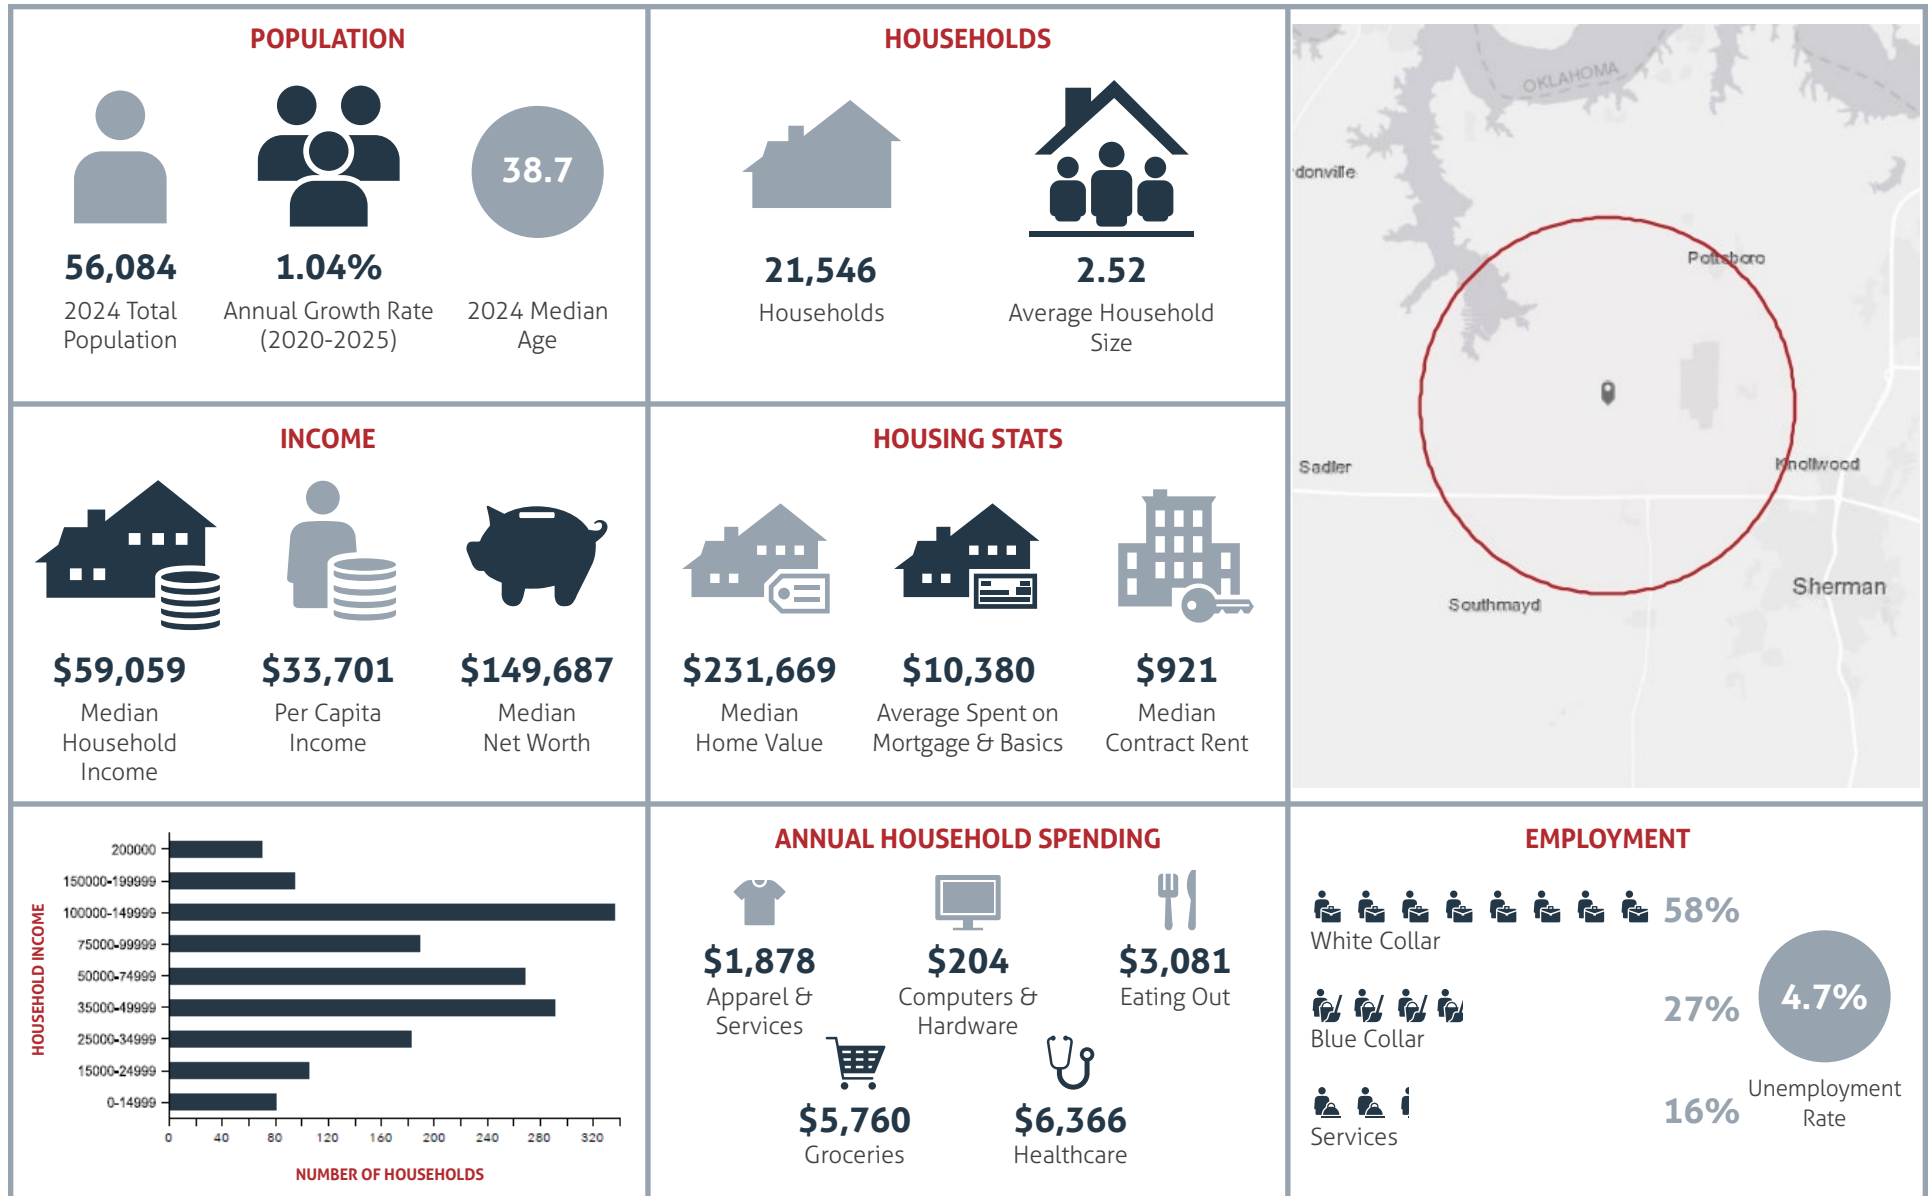 POPULATION
38.7
56,084
2024 Total
Population
1.04%
Annual Growth Rate
(2020-2025)
2024 Median
Age
HOUSEHOLDS
21,546
Households
2.52
Average Household
Size
OKLAHOMA
donville
Pottsboro
Sadler
Knollwood
Sherman
Southmayd
INCOME
$59,059
Median
Household
Income
$33,701
Per Capita
Income
$149,687
Median
Net Worth
HOUSING STATS
$231,669
Median
Home Value
$10,380
Average Spent on
Mortgage & Basics
$921
Median
Contract Rent
HOUSEHOLD INCOME
200000
150000-199999
100000-149999
75000-99999
50000-74999
35000-49999
25000-34999
15000-24999
0-14999
0 40 80 120 160 200 240 280 320
NUMBER OF HOUSEHOLDS
ANNUAL HOUSEHOLD SPENDING
$1,878
Apparel &
Services
$204
Computers &
Hardware
$3,081
Eating Out
$5,760
Groceries
$6,366
Healthcare
EMPLOYMENT
58%
White Collar
27%
Blue Collar
16%
Services
4.7%
Unemployment
Rate